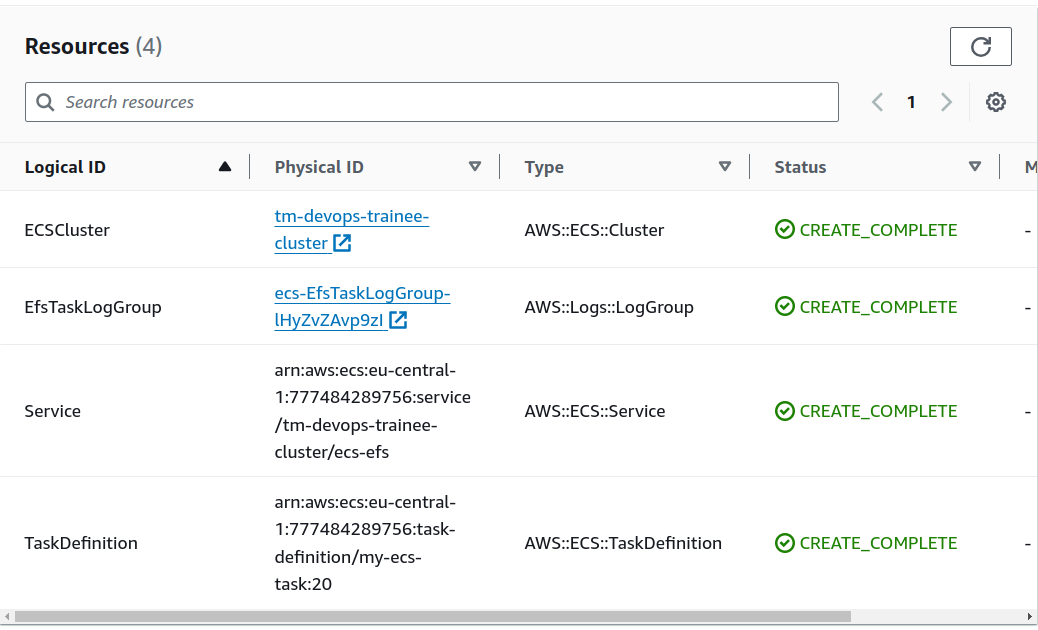 Resources (4)
Search resources
1
Logical ID
Physical ID
Type
Status
M
ECSCluster
tm-devops-trainee-
cluster
AWS::ECS::Cluster
CREATE_COMPLETE
-
EfsTaskLogGroup
ecs-EfsTaskLogGroup-
lHyZvZAvp9zI
AWS::Logs::LogGroup
CREATE_COMPLETE
-
Service
arn:aws:ecs:eu-central-
1:777484289756:service
/tm-devops-trainee-
cluster/ecs-efs
AWS::ECS::Service
CREATE_COMPLETE
-
TaskDefinition
arn:aws:ecs:eu-central-
1:777484289756:task-
definition/my-ecs-
task:20
AWS::ECS::TaskDefinition
CREATE_COMPLETE
-